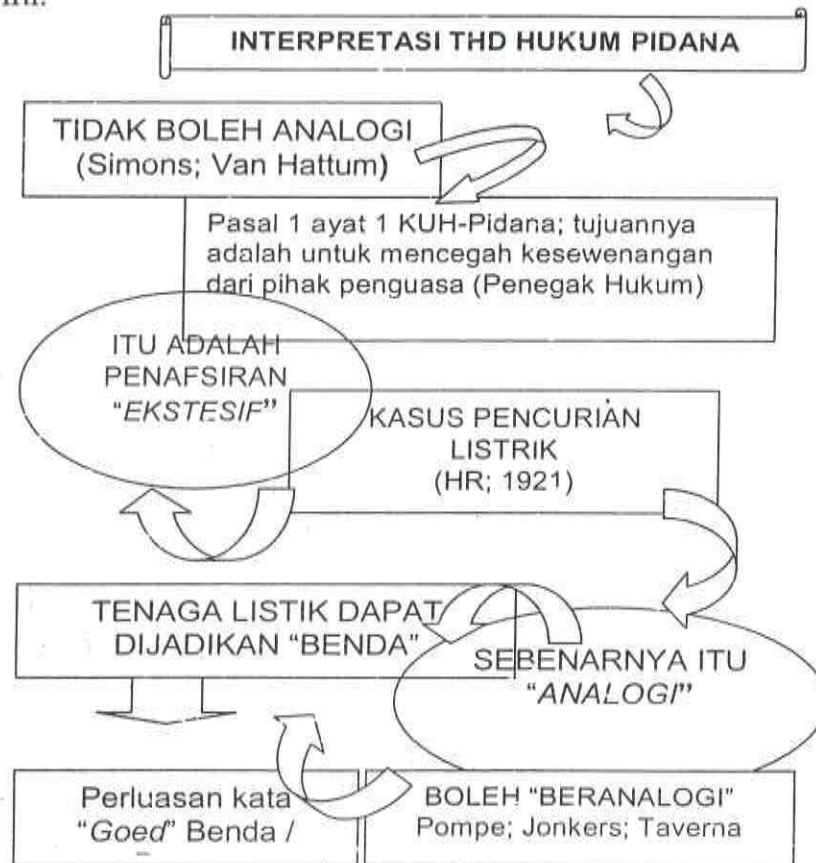 INTERPRETASI THD HUKUM PIDANA
TIDAK BOLEH ANALOGI
(Simons; Van Hattum)
Pasal 1 ayat 1 KUH-Pidana; tujuannya
adalah untuk mencegah kesewenangan
dari pihak penguasa (Penegak Hukum)
ITU ADALAH
PENAFSIRAN
"EKSTESIF"
KASUS PENCURIAN
LISTRIK
(HR; 1921)
TENAGA LISTIK DAPAT
DIJADIKAN "BENDA"
SEBENARNYA ITU
"ANALOGI"
Perluasan kata
"Goed" Benda /
BOLEH "BERANALOGI"
Pompe; Jonkers; Taverna